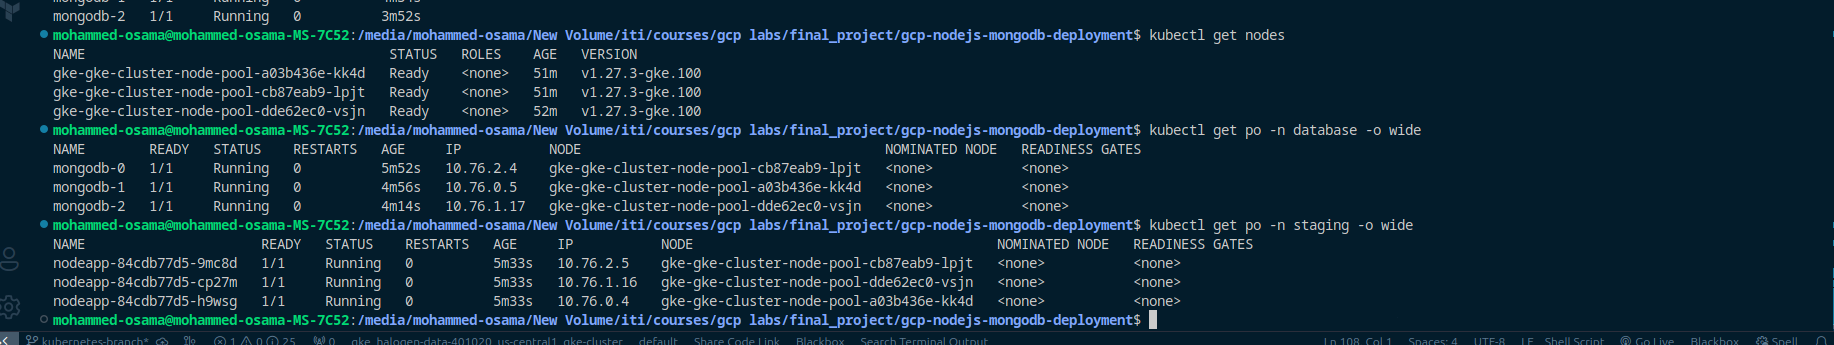 mongodb-2   1/1     Running   0          3m52s
mohammed-osama@mohammed-osama-MS-7C52:/media/mohammed-osama/New Volume/iti/courses/gcp labs/final_project/gcp-nodejs-mongodb-deployment$ kubectl get nodes
NAME                                      STATUS   ROLES    AGE   VERSION
gke-gke-cluster-node-pool-a03b436e-kk4d   Ready    <none>   51m   v1.27.3-gke.100
gke-gke-cluster-node-pool-cb87eab9-lpjt   Ready    <none>   51m   v1.27.3-gke.100
gke-gke-cluster-node-pool-dde62ec0-vsjn   Ready    <none>   52m   v1.27.3-gke.100
mohammed-osama@mohammed-osama-MS-7C52:/media/mohammed-osama/New Volume/iti/courses/gcp labs/final_project/gcp-nodejs-mongodb-deployment$ kubectl get po -n database -o wide
NAME        READY   STATUS    RESTARTS   AGE     IP           NODE                                      NOMINATED NODE   READINESS GATES
mongodb-0   1/1     Running   0          5m52s   10.76.2.4    gke-gke-cluster-node-pool-cb87eab9-lpjt   <none>           <none>
mongodb-1   1/1     Running   0          4m56s   10.76.0.5    gke-gke-cluster-node-pool-a03b436e-kk4d   <none>           <none>
mongodb-2   1/1     Running   0          4m14s   10.76.1.17   gke-gke-cluster-node-pool-dde62ec0-vsjn   <none>           <none>
mohammed-osama@mohammed-osama-MS-7C52:/media/mohammed-osama/New Volume/iti/courses/gcp labs/final_project/gcp-nodejs-mongodb-deployment$ kubectl get po -n staging -o wide
NAME                       READY   STATUS    RESTARTS   AGE     IP           NODE                                      NOMINATED NODE   READINESS GATES
nodeapp-84cdb77d5-9mc8d   1/1     Running   0          5m33s   10.76.2.5    gke-gke-cluster-node-pool-cb87eab9-lpjt   <none>           <none>
nodeapp-84cdb77d5-cp27m   1/1     Running   0          5m33s   10.76.1.16   gke-gke-cluster-node-pool-dde62ec0-vsjn   <none>           <none>
nodeapp-84cdb77d5-h9wsg   1/1     Running   0          5m33s   10.76.0.4    gke-gke-cluster-node-pool-a03b436e-kk4d   <none>           <none>
mohammed-osama@mohammed-osama-MS-7C52:/media/mohammed-osama/New Volume/iti/courses/gcp labs/final_project/gcp-nodejs-mongodb-deployment$
kubernetes-branch* 1 0 25 0 gke_halogen-data-401020_us-central1_gke-cluster default Share Code Link Blackbox Search Terminal Output Ln 108, Col 1 Spaces: 4 UTF-8 LF Shell Script Go Live Blackbox Spell